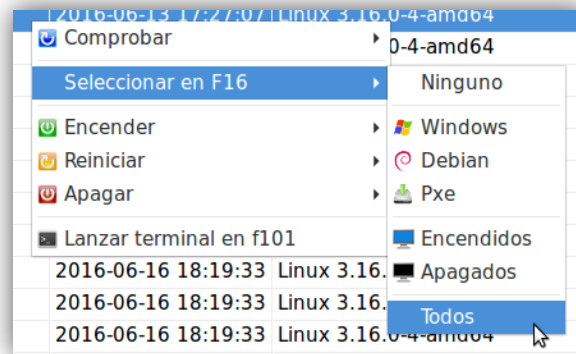 2016-06-13 17:27:07 Linux 3.16.0-4-amd64
Comprobar
0-4-amd64
Seleccionar en F16
Ninguno
Encender
Windows
Reiniciar
Debian
Apagar
Pxe
Lanzar terminal en f101
Encendidos
2016-06-16 18:19:33 Linux 3.16.
Apagados
2016-06-16 18:19:33 Linux 3.16.
Todos
2016-06-16 18:19:33 Linux 3.16.0-4-amd64